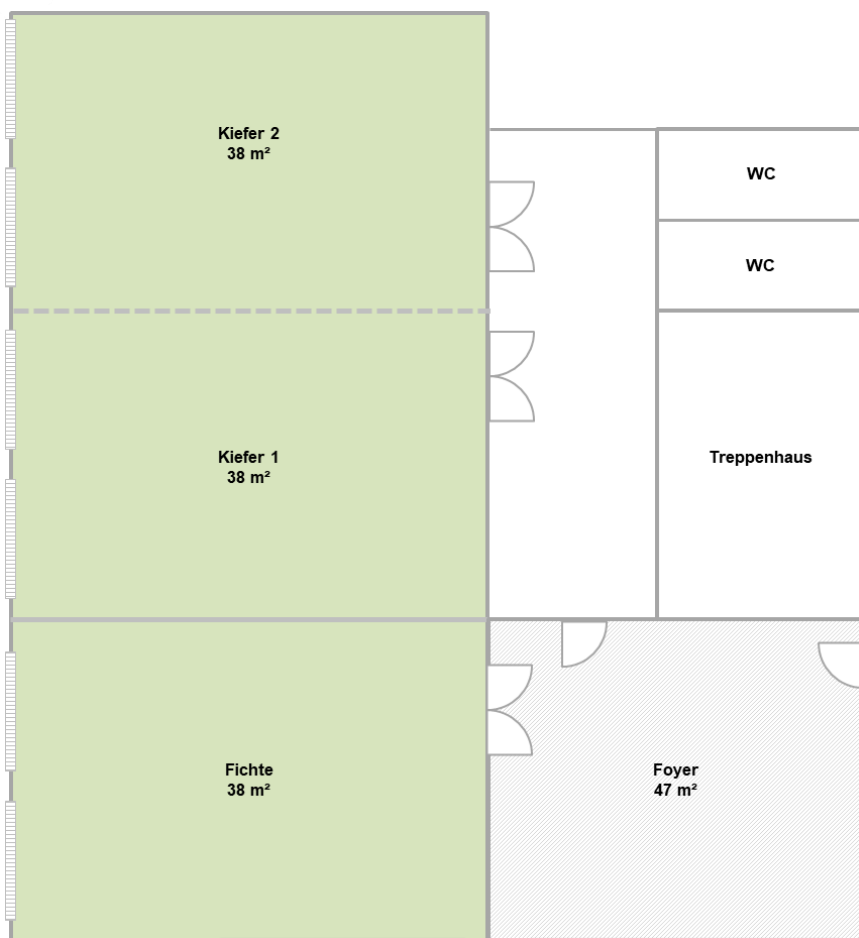 Kiefer 2
38 m²
WC
WC
Kiefer 1
38 m²
Treppenhaus
Fichte
38 m²
Foyer
47 m²